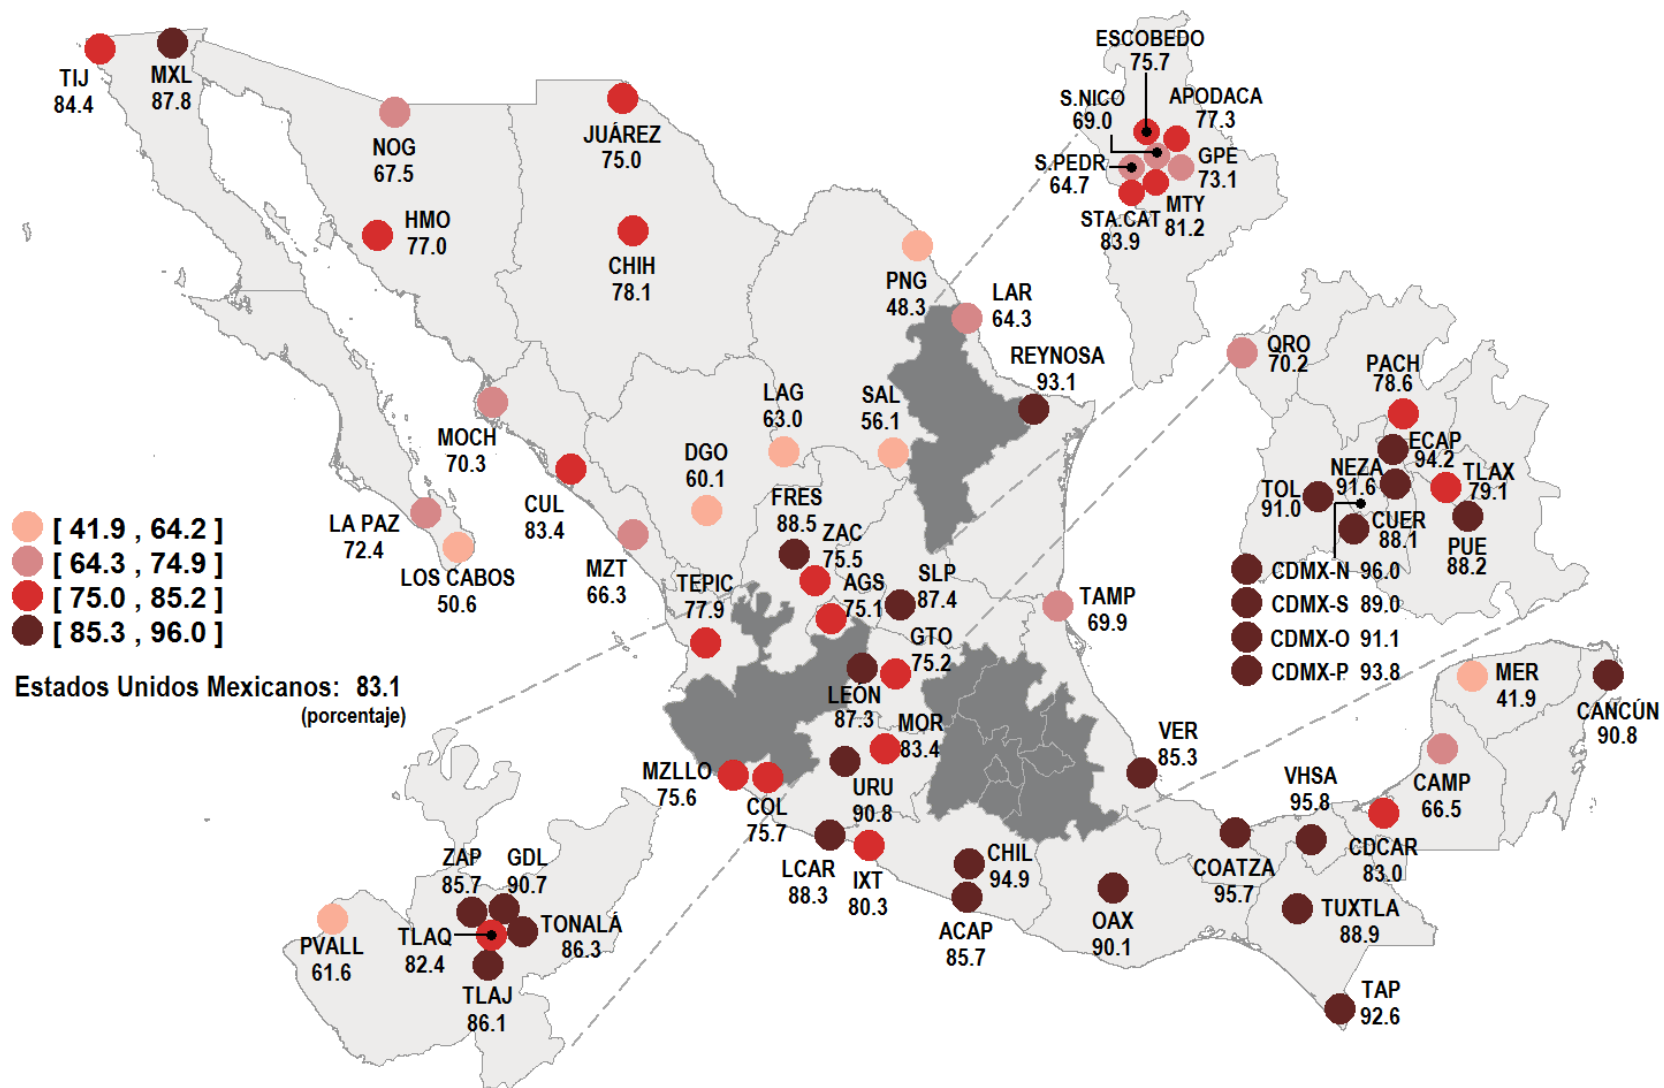 ESCOBEDO
75.7
TIJ
84.4
MXL
87.8
S.NICO
69.0
APODACA
77.3
NOG
67.5
JUÁREZ
75.0
S.PEDR
64.7
GPE
73.1
MTY
81.2
STA.CAT
83.9
HMO
77.0
CHIH
78.1
PNG
48.3
LAR
64.3
REYNOSA
93.1
QRO
70.2
PACH
78.6
LAG
63.0
SAL
56.1
MOCH
70.3
DGO
60.1
ECAP
94.2
NEZA
91.6
TLAX
79.1
TOL
91.0
CUER
88.1
PUE
88.2
CDMX-N 96.0
CDMX-S 89.0
CDMX-O 91.1
CDMX-P 93.8
CUL
83.4
FRES
88.5
ZAC
75.5
LA PAZ
72.4
LOS CABOS
50.6
MZT
66.3
TEPIC
77.9
AGS
75.1
SLP
87.4
TAMP
69.9
[ 41.9 , 64.2 ]
[ 64.3 , 74.9 ]
[ 75.0 , 85.2 ]
[ 85.3 , 96.0 ]
Estados Unidos Mexicanos: 83.1
(porcentaje)
GTO
75.2
LEÓN
87.3
MOR
83.4
MER
41.9
CANCÚN
90.8
VER
85.3
MZLLO
75.6
COL
75.7
URU
90.8
VHSA
95.8
CAMP
66.5
CDCAR
83.0
LCAR
88.3
IXT
80.3
CHIL
94.9
ACAP
85.7
OAX
90.1
COATZA
95.7
TUXTLA
88.9
TAP
92.6
ZAP
85.7
GDL
90.7
TONALÁ
86.3
PVALL
61.6
TLAQ
82.4
TLAJ
86.1